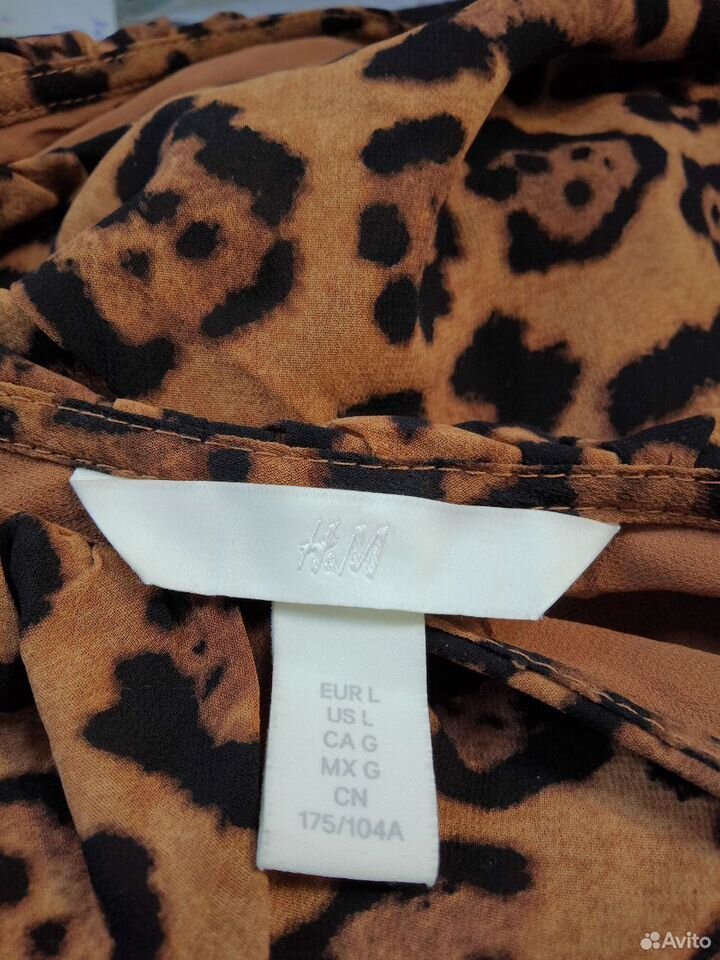 H&M
EUR L
US L
CA G
MX G
CN
175/104A
Avito